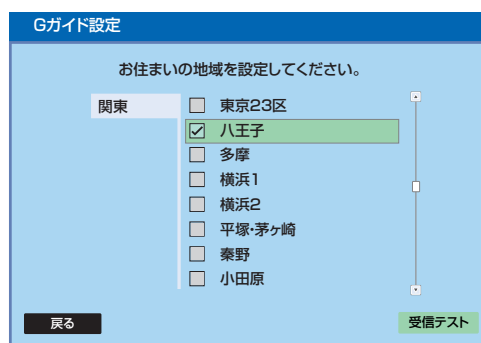 Gガイド設定
お住まいの地域を設定してください。
関東
東京23区
八王子
多摩
横浜1
横浜2
平塚・茅ヶ崎
秦野
小田原
戻る
受信テスト